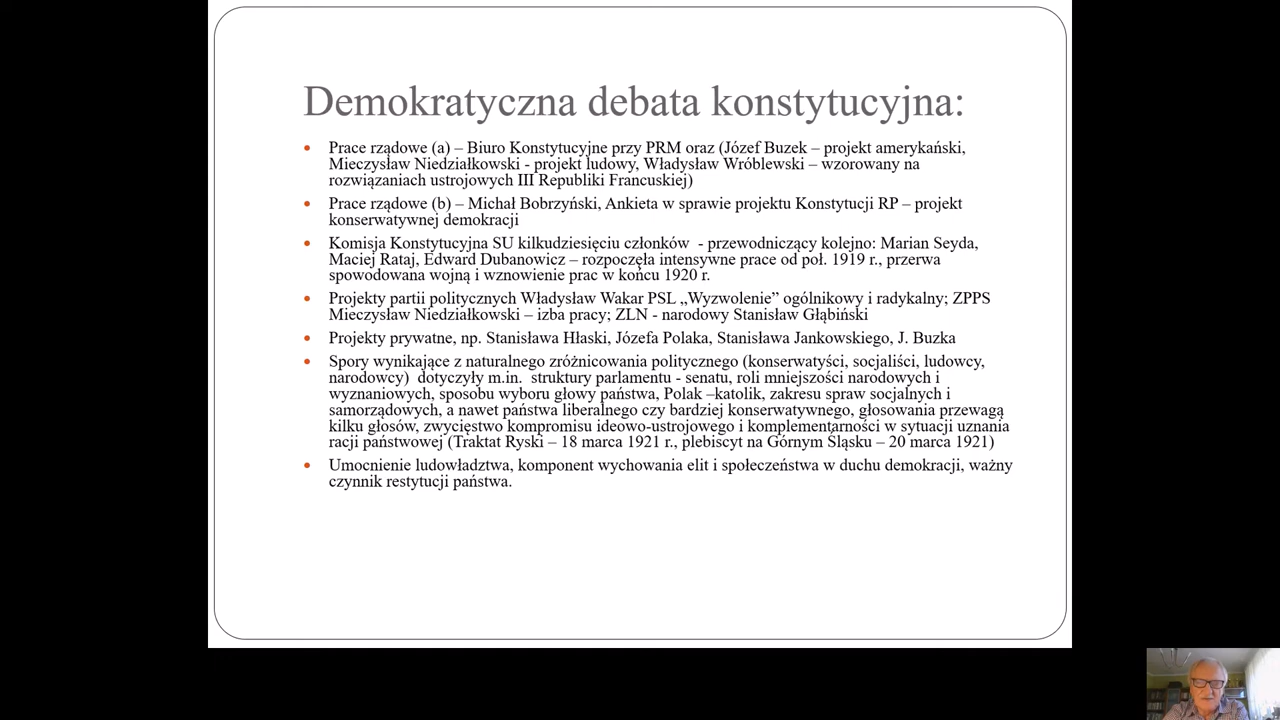 Demokratyczna debata konstytucyjna:
• Prace rządowe (a) – Biuro Konstytucyjne przy PRM oraz (Józef Buzek – projekt amerykański,
Mieczysław Niedziałkowski - projekt ludowy, Władysław Wróblewski – wzorowany na
rozwiązaniach ustrojowych III Republiki Francuskiej)
• Prace rządowe (b) – Michał Bobrzyński, Ankieta w sprawie projektu Konstytucji RP – projekt
konserwatywnej demokracji
• Komisja Konstytucyjna SU kilkudziesięciu członków - przewodniczący kolejno: Marian Seyda,
Maciej Rataj, Edward Dubanowicz – rozpoczęła intensywne prace od poł. 1919 r., przerwa
spowodowana wojną i wznowienie prac w końcu 1920 r.
• Projekty partii politycznych Władysław Wakar PSL „Wyzwolenie” ogólnikowy i radykalny; ZPPS
Mieczysław Niedziałkowski – izba pracy; ZLN - narodowy Stanisław Głąbiński
• Projekty prywatne, np. Stanisława Hłaski, Józefa Polaka, Stanisława Jankowskiego, J. Buzka
• Spory wynikające z naturalnego zróżnicowania politycznego (konserwatyści, socjaliści, ludowcy,
narodowcy) dotyczyły m.in. struktury parlamentu - senatu, roli mniejszości narodowych i
wyznaniowych, sposobu wyboru głowy państwa, Polak –katolik, zakresu spraw socjalnych i
samorządowych, a nawet państwa liberalnego czy bardziej konserwatywnego, głosowania przewagą
kilku głosów, zwycięstwo kompromisu ideowo-ustrojowego i komplementarności w sytuacji uznania
racji państwowej (Traktat Ryski – 18 marca 1921 r., plebiscyt na Górnym Śląsku – 20 marca 1921)
• Umocnienie ludowładztwa, komponent wychowania elit i społeczeństwa w duchu demokracji, ważny
czynnik restytucji państwa.